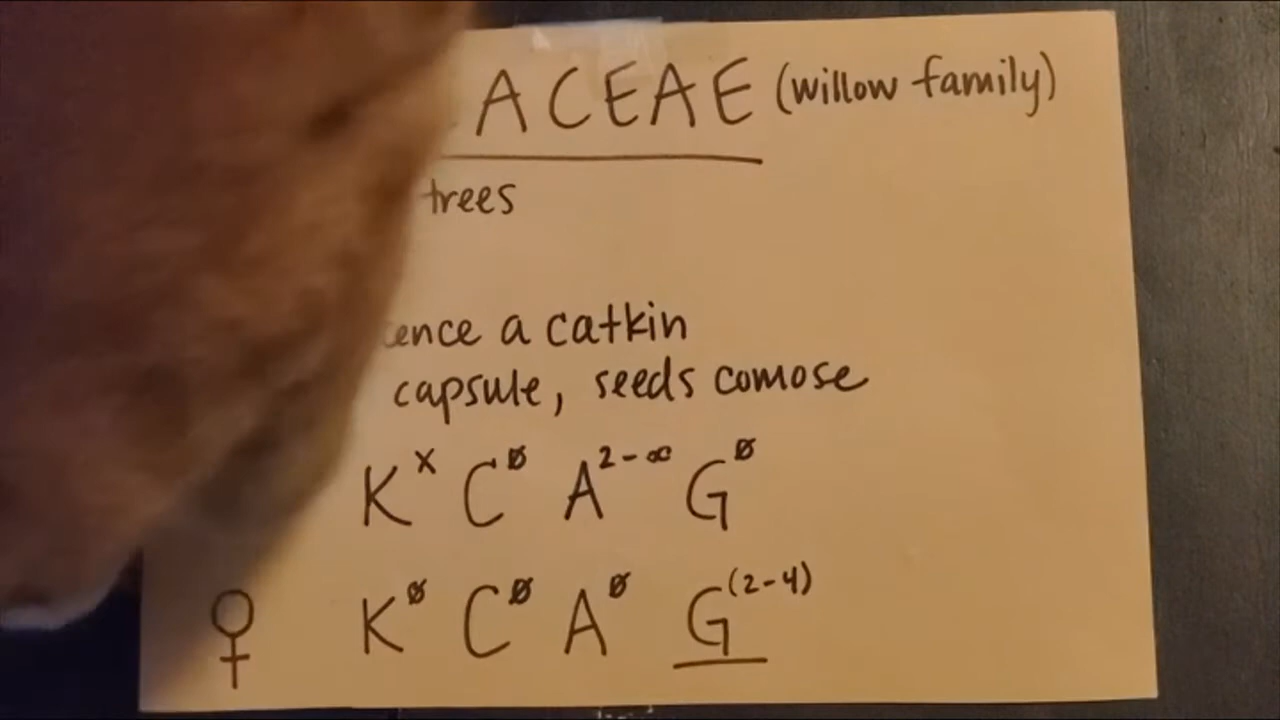 ACEAE (willow family)
trees
ence a catkin
capsule, seeds comose
K^x C^ø A^2-∞ G^ø
♀ K^ø C^ø A^ø G^(2-4)